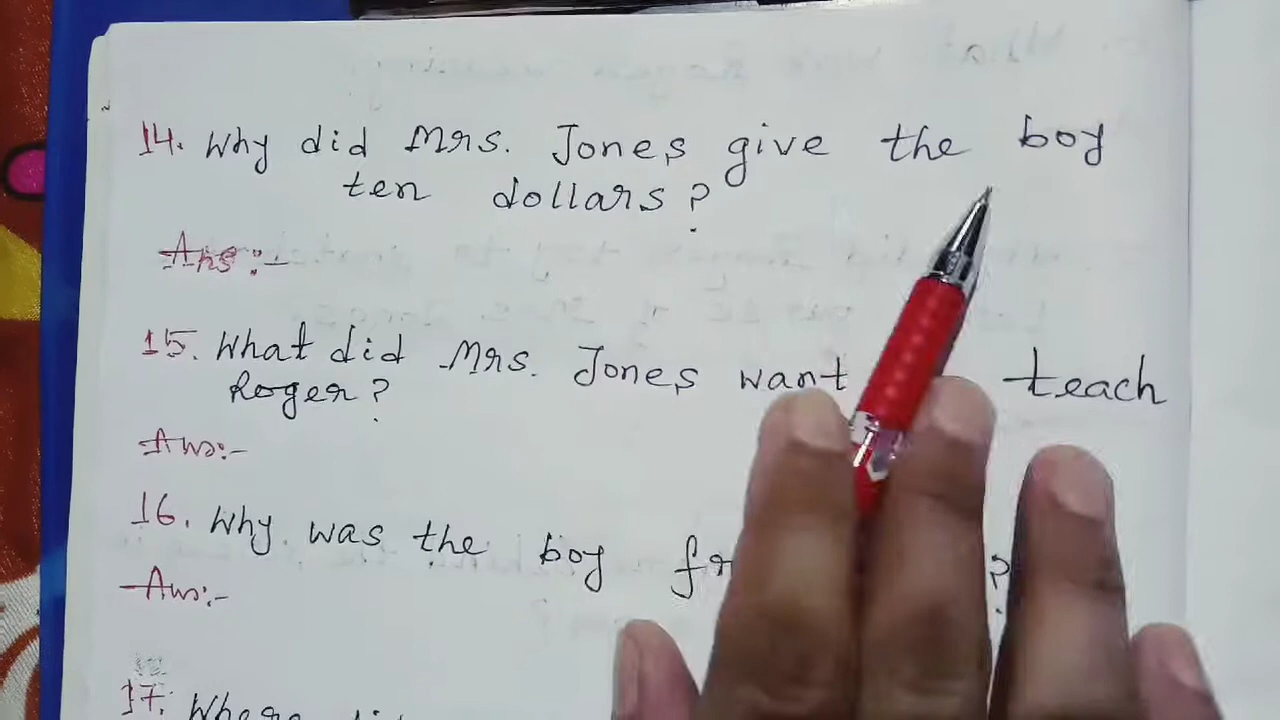 14. Why did Mrs. Jones give the boy
ten dollars?
Ans:-
15. What did Mrs. Jones want teach
Roger?
Ans:-
16. Why was the boy ?
Ans:-
17.